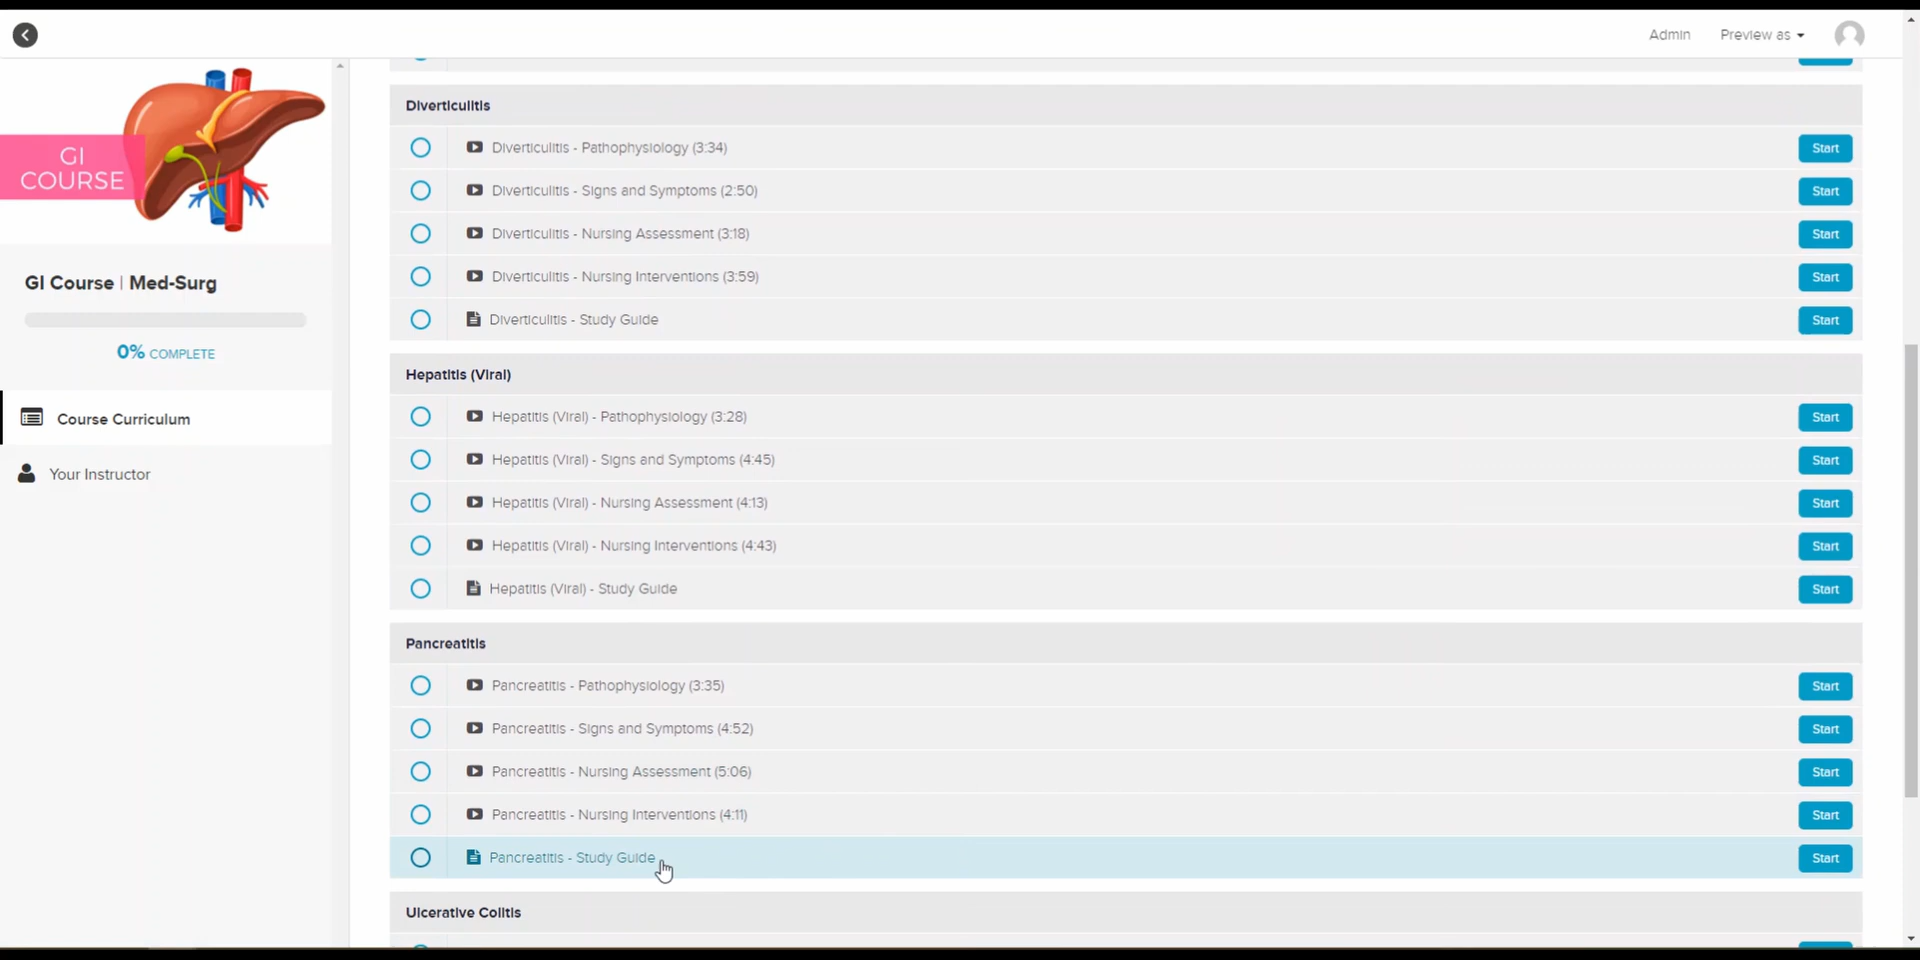 Admin
Preview as
GI
COURSE
GI Course | Med-Surg
0% COMPLETE
Course Curriculum
Your Instructor
Diverticulitis
Diverticulitis - Pathophysiology (3:34)
Start
Diverticulitis - Signs and Symptoms (2:50)
Start
Diverticulitis - Nursing Assessment (3:18)
Start
Diverticulitis - Nursing Interventions (3:59)
Start
Diverticulitis - Study Guide
Start
Hepatitis (Viral)
Hepatitis (Viral) - Pathophysiology (3:28)
Start
Hepatitis (Viral) - Signs and Symptoms (4:45)
Start
Hepatitis (Viral) - Nursing Assessment (4:13)
Start
Hepatitis (Viral) - Nursing Interventions (4:43)
Start
Hepatitis (Viral) - Study Guide
Start
Pancreatitis
Pancreatitis - Pathophysiology (3:35)
Start
Pancreatitis - Signs and Symptoms (4:52)
Start
Pancreatitis - Nursing Assessment (5:06)
Start
Pancreatitis - Nursing Interventions (4:11)
Start
Pancreatitis - Study Guide
Start
Ulcerative Colitis